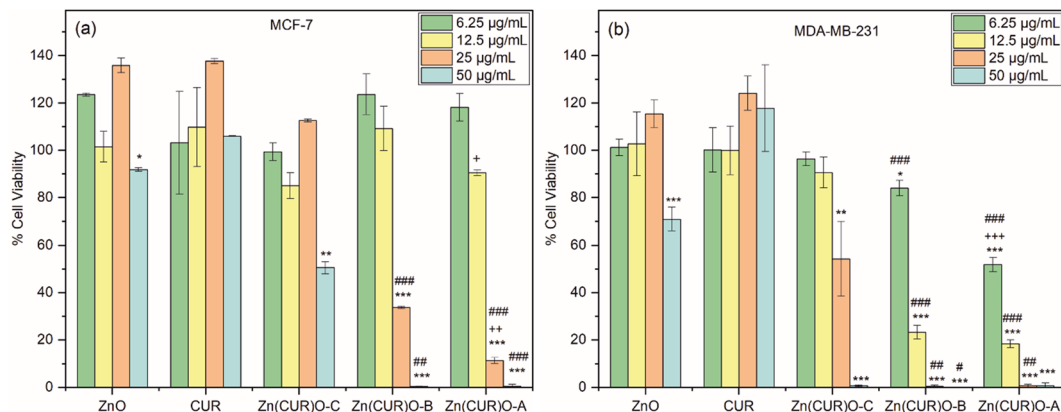 (a)
MCF-7
6.25 µg/mL
12.5 µg/mL
25 µg/mL
50 µg/mL
% Cell Viability
140
120
100
80
60
40
20
0
*
**
###
***
##
***
+
###
++
***
###
***
ZnO
CUR
Zn(CUR)O-C
Zn(CUR)O-B
Zn(CUR)O-A
(b)
MDA-MB-231
6.25 µg/mL
12.5 µg/mL
25 µg/mL
50 µg/mL
% Cell Viability
140
120
100
80
60
40
20
0
***
**
***
###
*
###
***
##
***
#
***
###
+++
***
###
***
##
***
***
ZnO
CUR
Zn(CUR)O-C
Zn(CUR)O-B
Zn(CUR)O-A